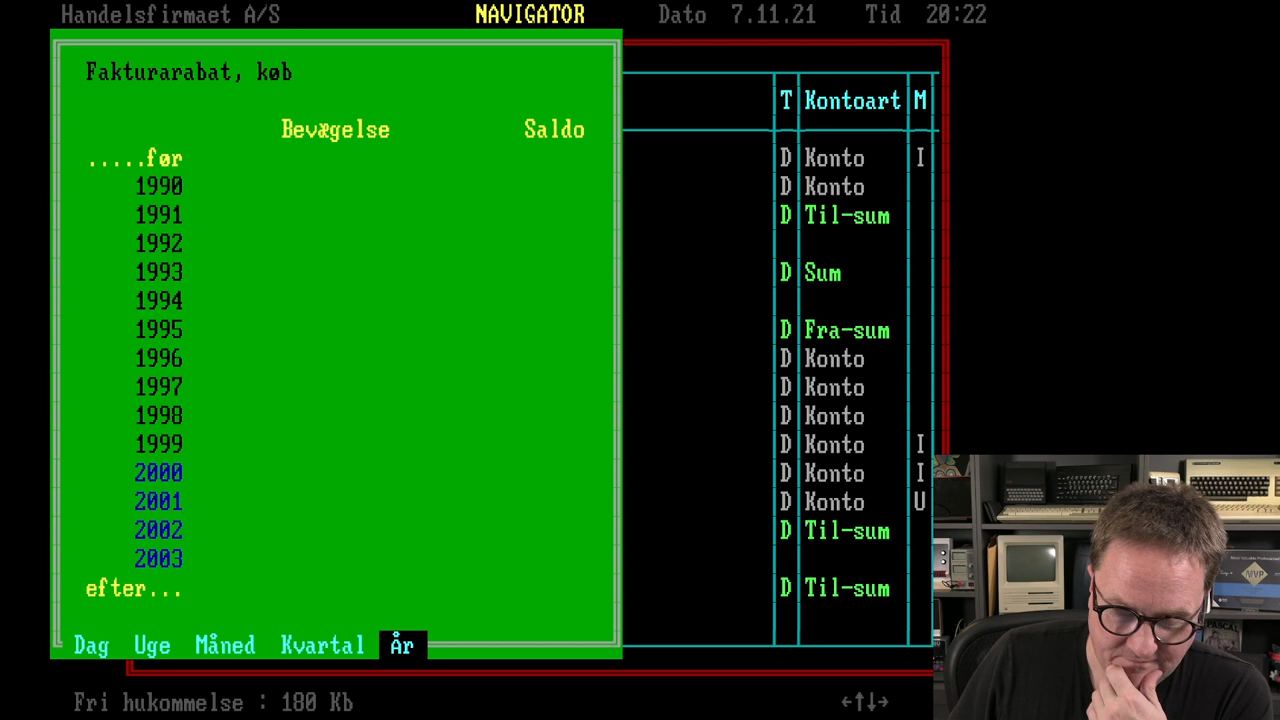 Handelsfirmaet A/S NAVIGATOR Dato 7.11.21 Tid 20:22
Fakturarabat, køb
T Kontoart M
Bevægelse Saldo
.....før D Konto I
1990 D Konto
1991 D Til-sum
1992
1993 D Sum
1994
1995 D Fra-sum
1996 D Konto
1997 D Konto
1998 D Konto
1999 D Konto I
2000 D Konto I
2001 D Konto U
2002 D Til-sum
2003
efter... D Til-sum
Dag Uge Måned Kvartal År
Fri hukommelse : 180 Kb ←↑↓→
MVP
PASCAL